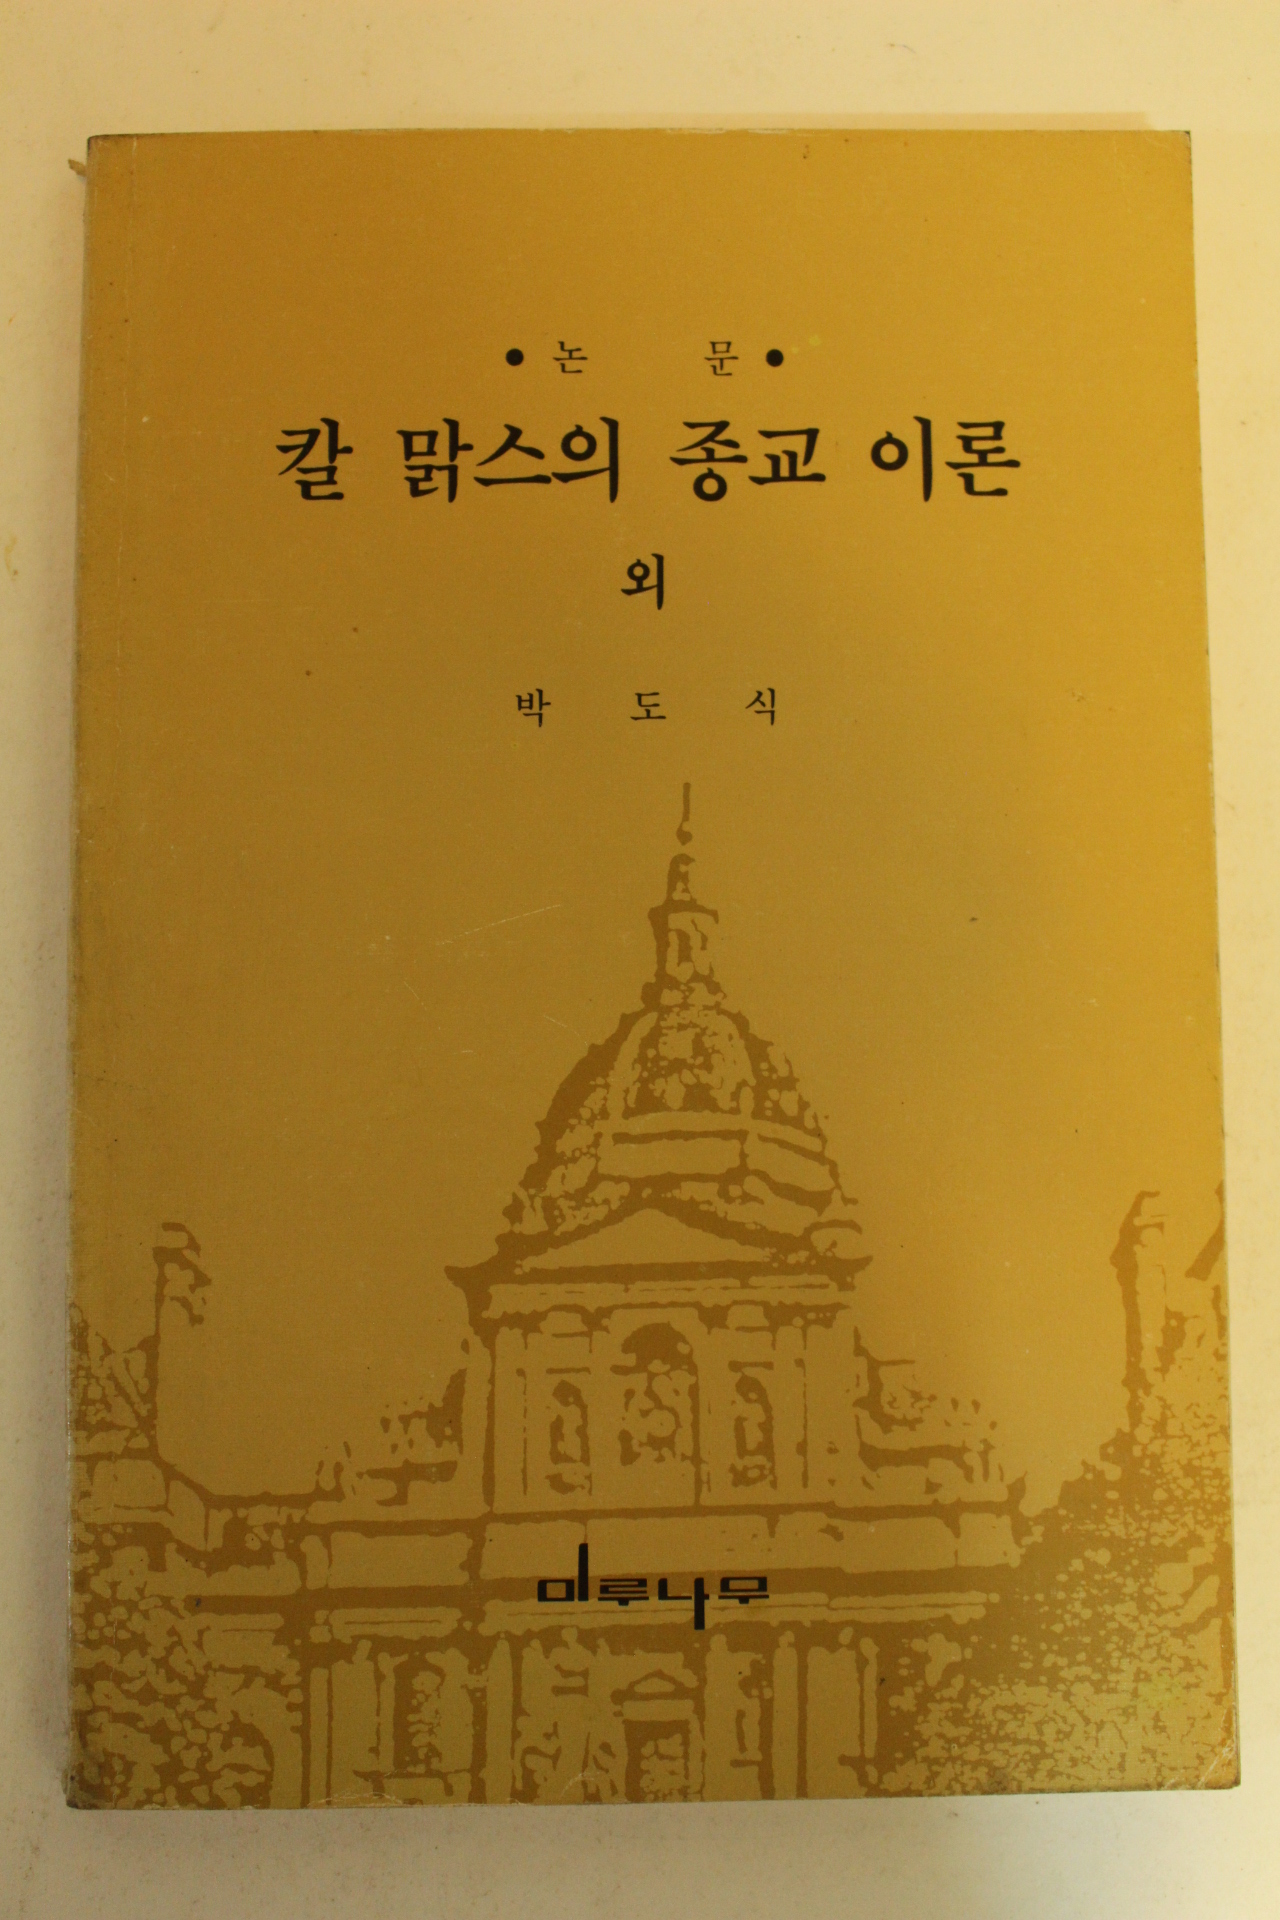 •논 문•
칼 맑스의 종교 이론
외
박 도 식
미루나무